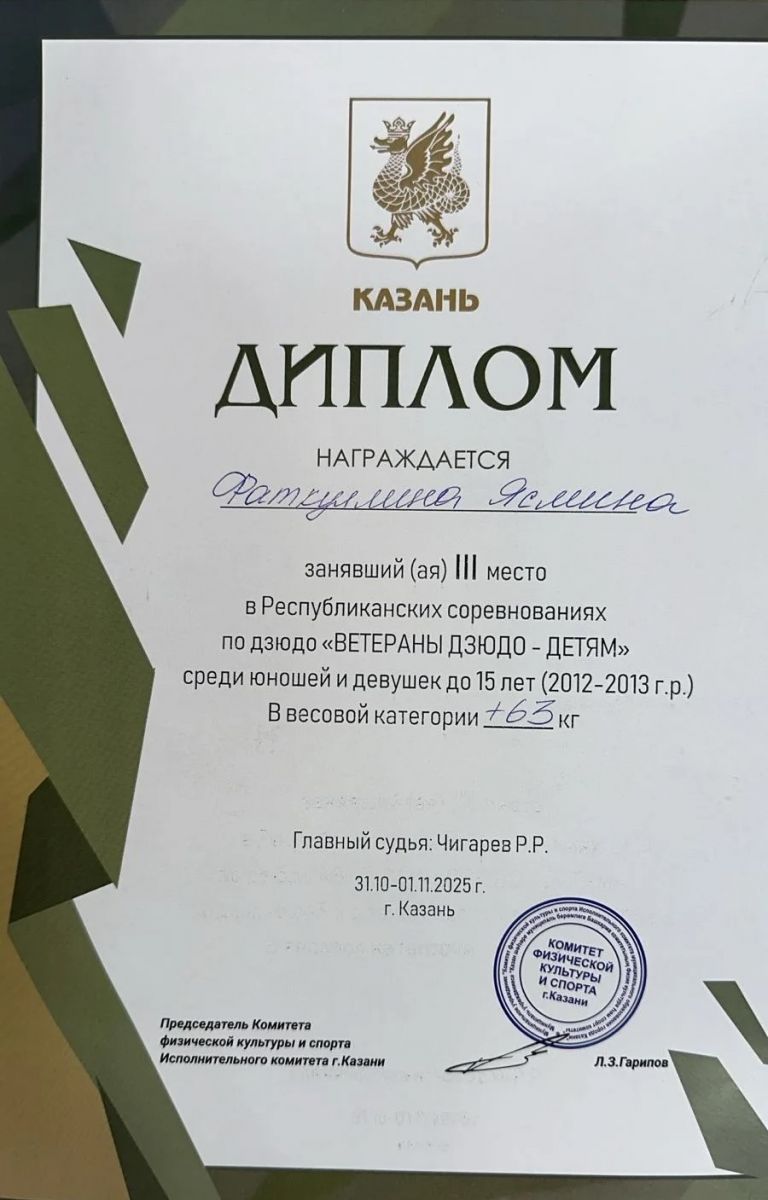 КАЗАНЬ
ДИПЛОМ
НАГРАЖДАЕТСЯ
Фаткуллина Ясмина
занявший (ая) III место
в Республиканских соревнованиях
по дзюдо «ВЕТЕРАНЫ ДЗЮДО - ДЕТЯМ»
среди юношей и девушек до 15 лет (2012-2013 г.р.)
В весовой категории +63 кг
Главный судья: Чигарев Р.Р.
31.10-01.11.2025 г.
г. Казань
КОМИТЕТ
ФИЗИЧЕСКОЙ
КУЛЬТУРЫ
И СПОРТА
г.Казани
Председатель Комитета
физической культуры и спорта
Исполнительного комитета г.Казани
Л.З.Гарипов